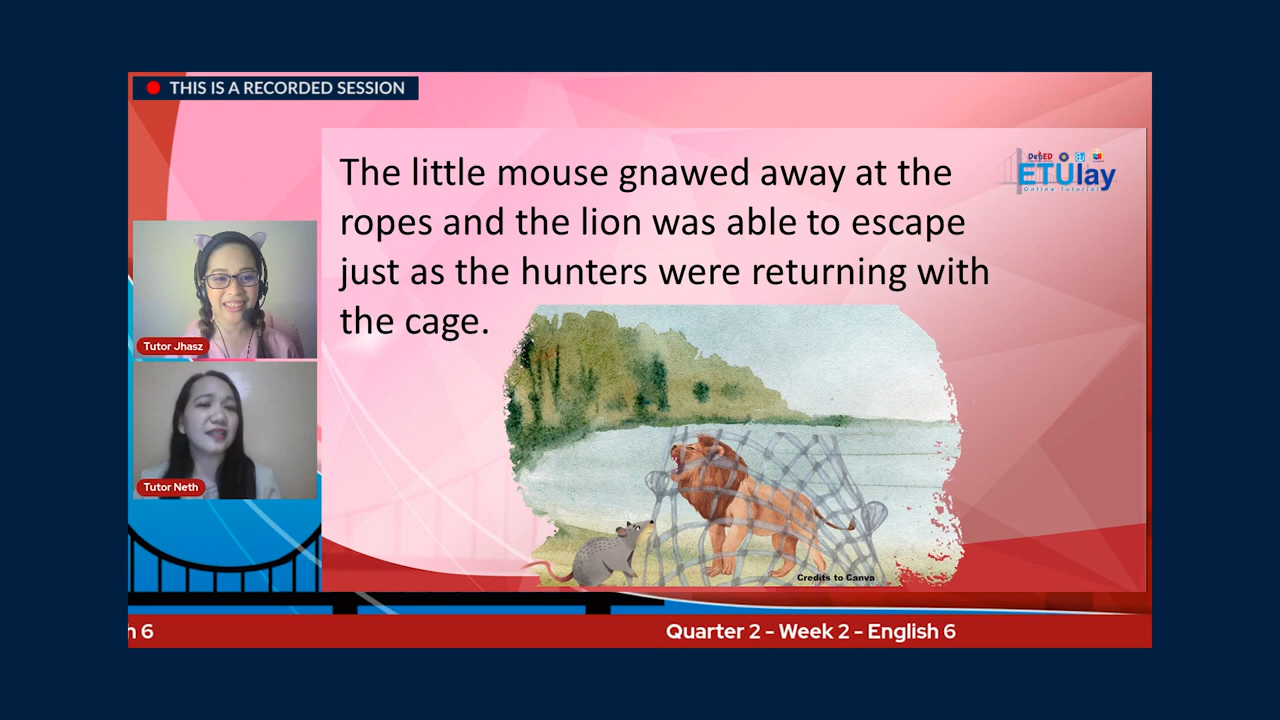 THIS IS A RECORDED SESSION
The little mouse gnawed away at the
ropes and the lion was able to escape
just as the hunters were returning with
the cage.
DepED
ETUlay
Online Tutorial
Tutor Jhasz
Tutor Neth
Credits to Canva
h 6
Quarter 2 – Week 2 – English 6